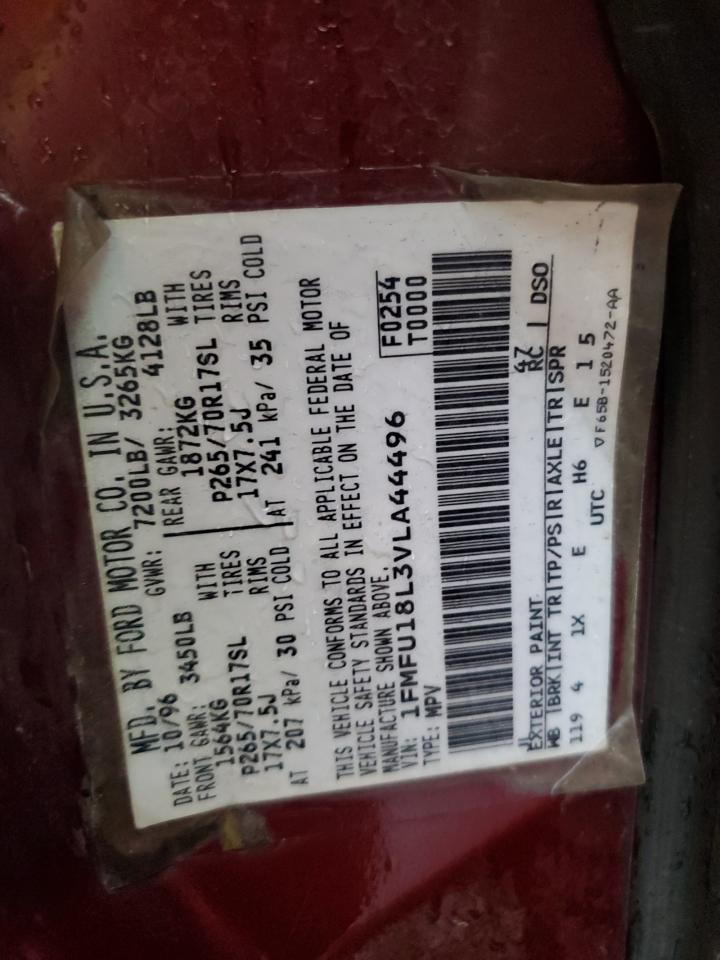 MFD. BY FORD MOTOR CO. IN U.S.A.
DATE: 10/96 GVWR: 7200LB/ 3265KG
FRONT GAWR: 3450LB REAR GAWR: 4128LB
1564KG WITH 1872KG WITH
P265/70R17SL TIRES P265/70R17SL TIRES
17X7.5J RIMS 17X7.5J RIMS
AT 207 kPa/ 30 PSI COLD AT 241 kPa/ 35 PSI COLD
THIS VEHICLE CONFORMS TO ALL APPLICABLE FEDERAL MOTOR
VEHICLE SAFETY STANDARDS IN EFFECT ON THE DATE OF
MANUFACTURE SHOWN ABOVE.
VIN: 1FMFU18L3VLA44496 F0254
TYPE: MPV T0000
EXTERIOR PAINT 47 RC DSO
WB BRK INT TR TP/PS R AXLE TR SPR
119 4 1X E H6 E 1 5
UTC ▽F65B-1520472-AA